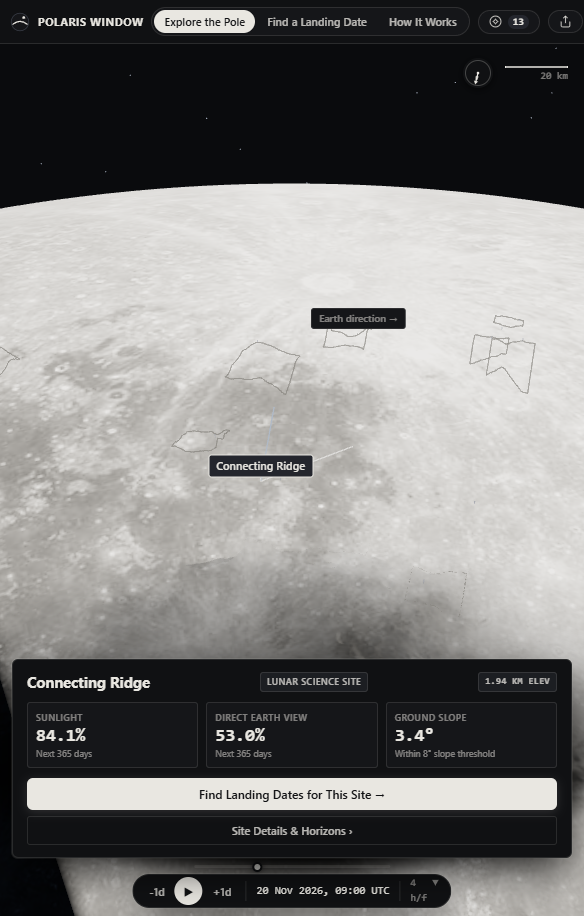 POLARIS WINDOW
Explore the Pole
Find a Landing Date
How It Works
13
20 km
Earth direction →
Connecting Ridge
Connecting Ridge
LUNAR SCIENCE SITE
1.94 KM ELEV
SUNLIGHT
84.1%
Next 365 days
DIRECT EARTH VIEW
53.0%
Next 365 days
GROUND SLOPE
3.4°
Within 8° slope threshold
Find Landing Dates for This Site →
Site Details & Horizons ›
-1d
+1d
20 Nov 2026, 09:00 UTC
4
h/f